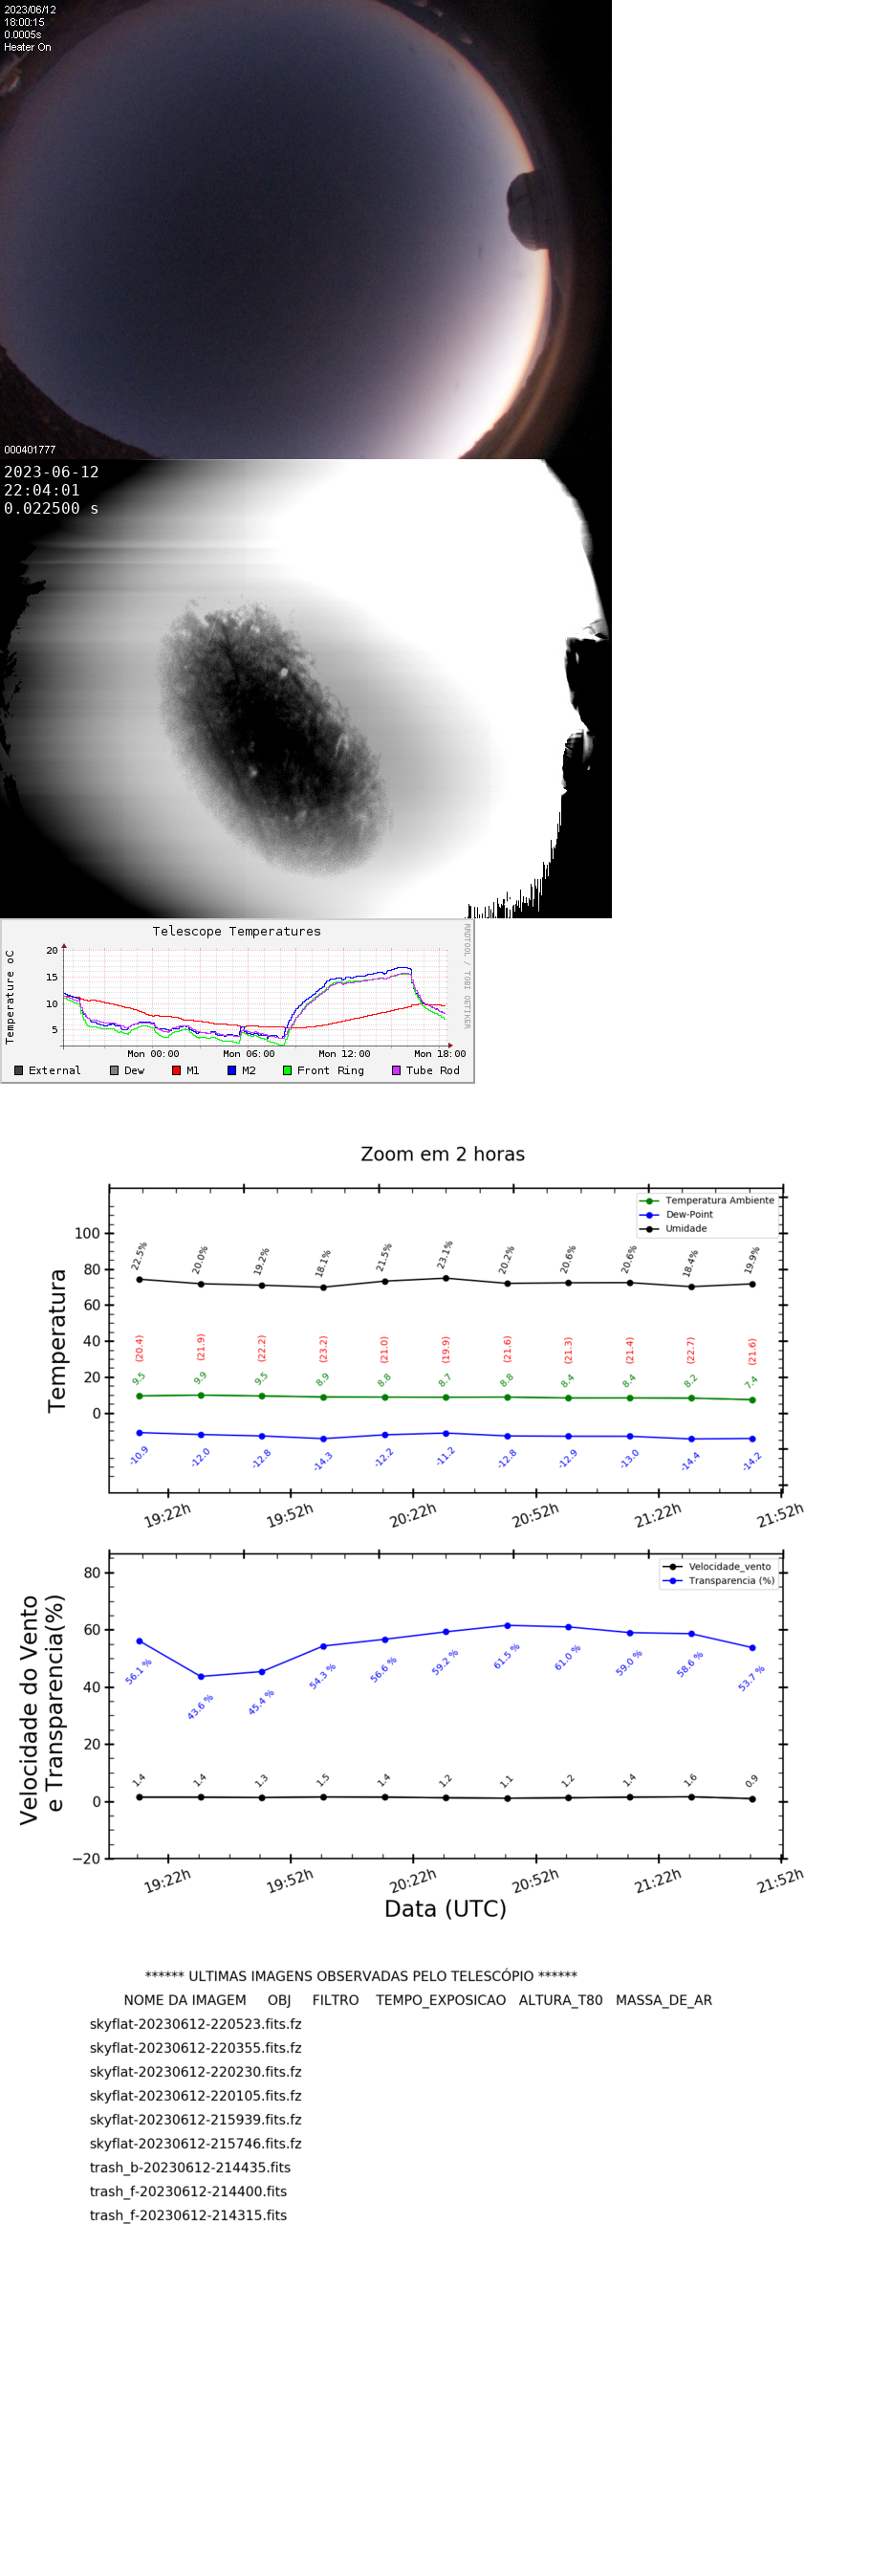 2023/06/12
18:00:15
0.0005s
Heater On
000401777
2023-06-12
22:04:01
0.022500 s
Telescope Temperatures
RRDTOOL / TOBI OETIKER
Temperature oC
20
15
10
5
Mon 00:00 Mon 06:00 Mon 12:00 Mon 18:00
External Dew M1 M2 Front Ring Tube Rod
Zoom em 2 horas
Temperatura Ambiente
Dew-Point
Umidade
Temperatura
100
80
60
40
20
0
22.5% 20.0% 19.2% 18.1% 21.5% 23.1% 20.2% 20.6% 20.6% 18.4% 19.9%
(20.4) (21.9) (22.2) (23.2) (21.0) (19.9) (21.6) (21.3) (21.4) (22.7) (21.6)
9.5 9.9 9.5 8.9 8.8 8.7 8.8 8.4 8.4 8.2 7.4
-10.9 -12.0 -12.8 -14.3 -12.2 -11.2 -12.8 -12.9 -13.0 -14.4 -14.2
19:22h 19:52h 20:22h 20:52h 21:22h 21:52h
Velocidade_vento
Transparencia (%)
Velocidade do Vento
e Transparencia(%)
80
60
40
20
0
−20
56.1 % 43.6 % 45.4 % 54.3 % 56.6 % 59.2 % 61.5 % 61.0 % 59.0 % 58.6 % 53.7 %
1.4 1.4 1.3 1.5 1.4 1.2 1.1 1.2 1.4 1.6 0.9
19:22h 19:52h 20:22h 20:52h 21:22h 21:52h
Data (UTC)
****** ULTIMAS IMAGENS OBSERVADAS PELO TELESCÓPIO ******
NOME DA IMAGEM OBJ FILTRO TEMPO_EXPOSICAO ALTURA_T80 MASSA_DE_AR
skyflat-20230612-220523.fits.fz
skyflat-20230612-220355.fits.fz
skyflat-20230612-220230.fits.fz
skyflat-20230612-220105.fits.fz
skyflat-20230612-215939.fits.fz
skyflat-20230612-215746.fits.fz
trash_b-20230612-214435.fits
trash_f-20230612-214400.fits
trash_f-20230612-214315.fits